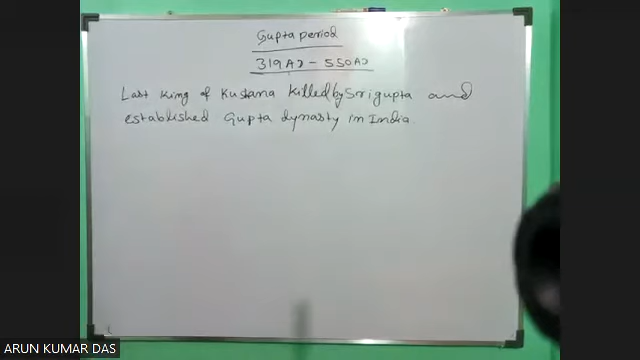 Gupta period
319AD - 550AD
Last king of Kustana killed by Srigupta and
established Gupta dynasty in India.
ARUN KUMAR DAS